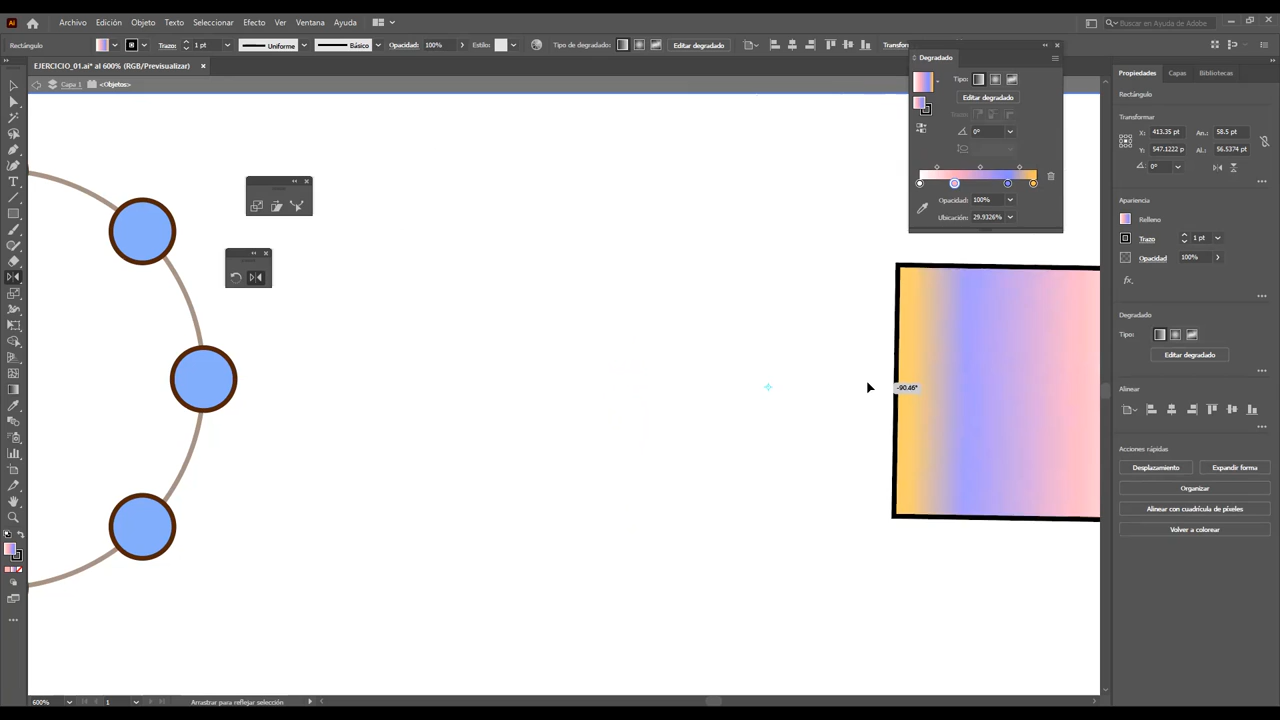 Ai
Archivo Edición Objeto Texto Seleccionar Efecto Ver Ventana Ayuda
Buscar en Ayuda de Adobe
Rectángulo
Trazo: 1 pt Uniforme Básico Opacidad: 100% Estilo: Tipo de degradado: Editar degradado Transfor
EJERCICIO_01.ai* al 600% (RGB/Previsualizar) ×
Capa 1 <Objetos>
Degradado
Tipo:
Editar degradado
0°
Opacidad: 100%
Ubicación: 29.9326%
-90.46°
Propiedades Capas Bibliotecas
Rectángulo
Transformar
X: 413.35 pt An.: 58.5 pt
Y: 547.1222 p Al.: 56.5374 pt
0°
Apariencia
Relleno
Trazo 1 pt
Opacidad 100%
fx
Degradado
Tipo:
Editar degradado
Alinear
Acciones rápidas
Desplazamiento Expandir forma
Organizar
Alinear con cuadrícula de píxeles
Volver a colorear
600% 1 Arrastrar para reflejar selección